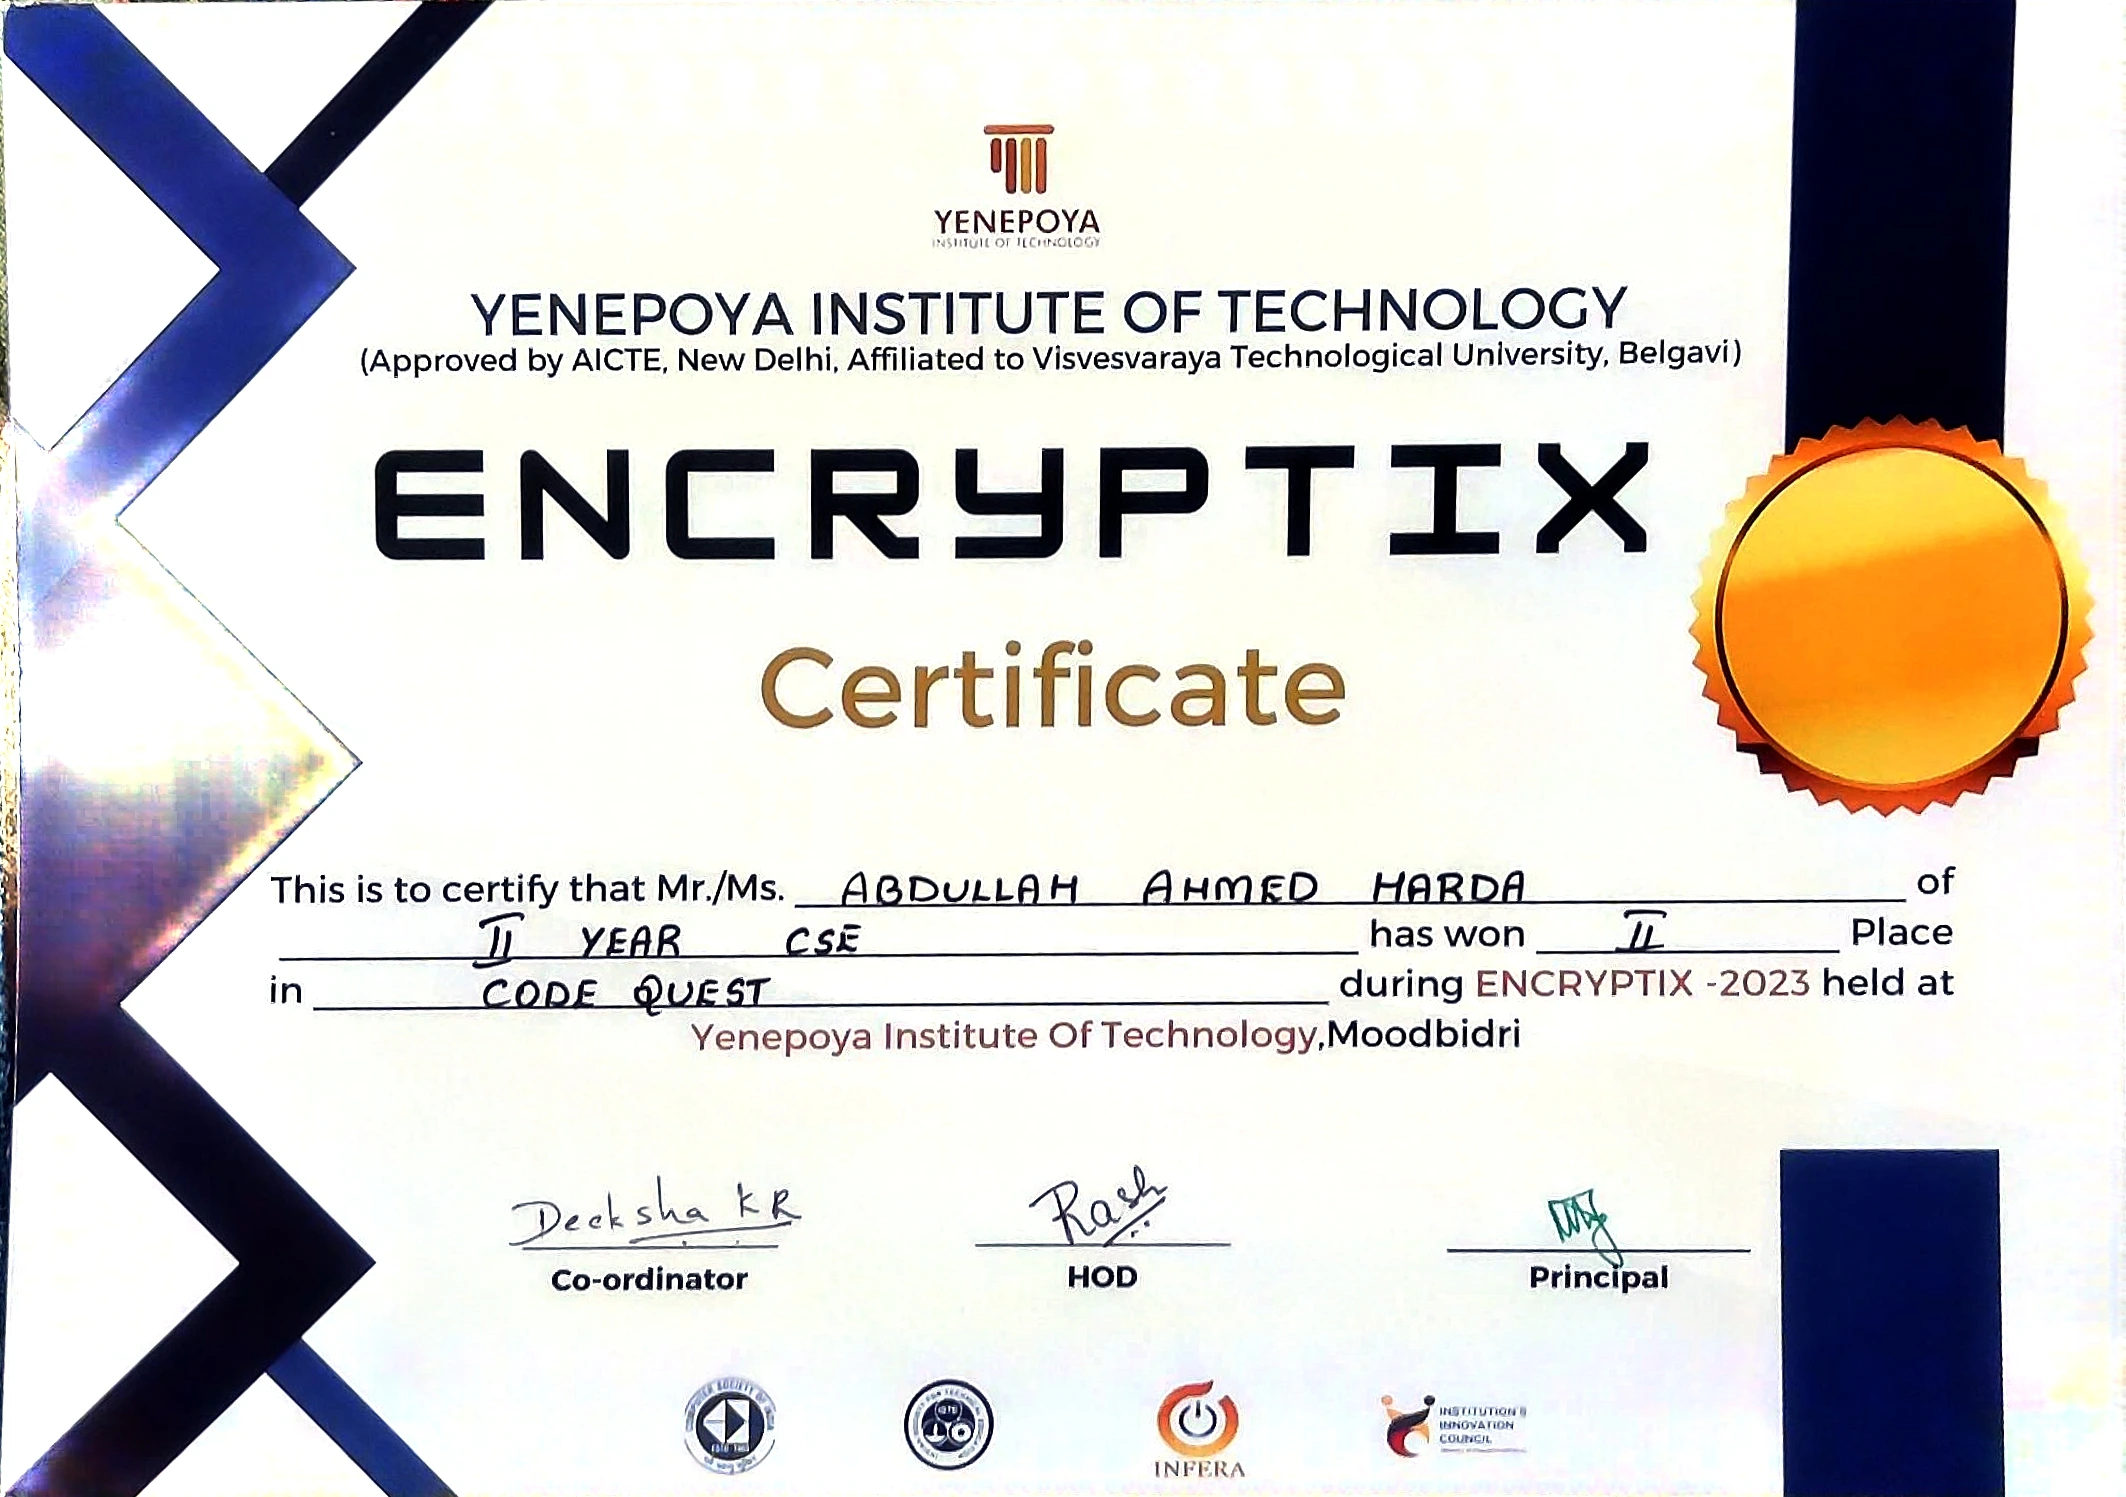 YENEPOYA
INSTITUTE OF TECHNOLOGY
YENEPOYA INSTITUTE OF TECHNOLOGY
(Approved by AICTE, New Delhi, Affiliated to Visvesvaraya Technological University, Belgavi)
ENCRYPTIX
Certificate
This is to certify that Mr./Ms. ABDULLAH AHMED HARDA of
II YEAR CSE has won II Place
in CODE QUEST during ENCRYPTIX -2023 held at
Yenepoya Institute Of Technology,Moodbidri
Deeksha KR
Rash
Co-ordinator HOD Principal
INFERA
INSTITUTION'S
INNOVATION
COUNCIL